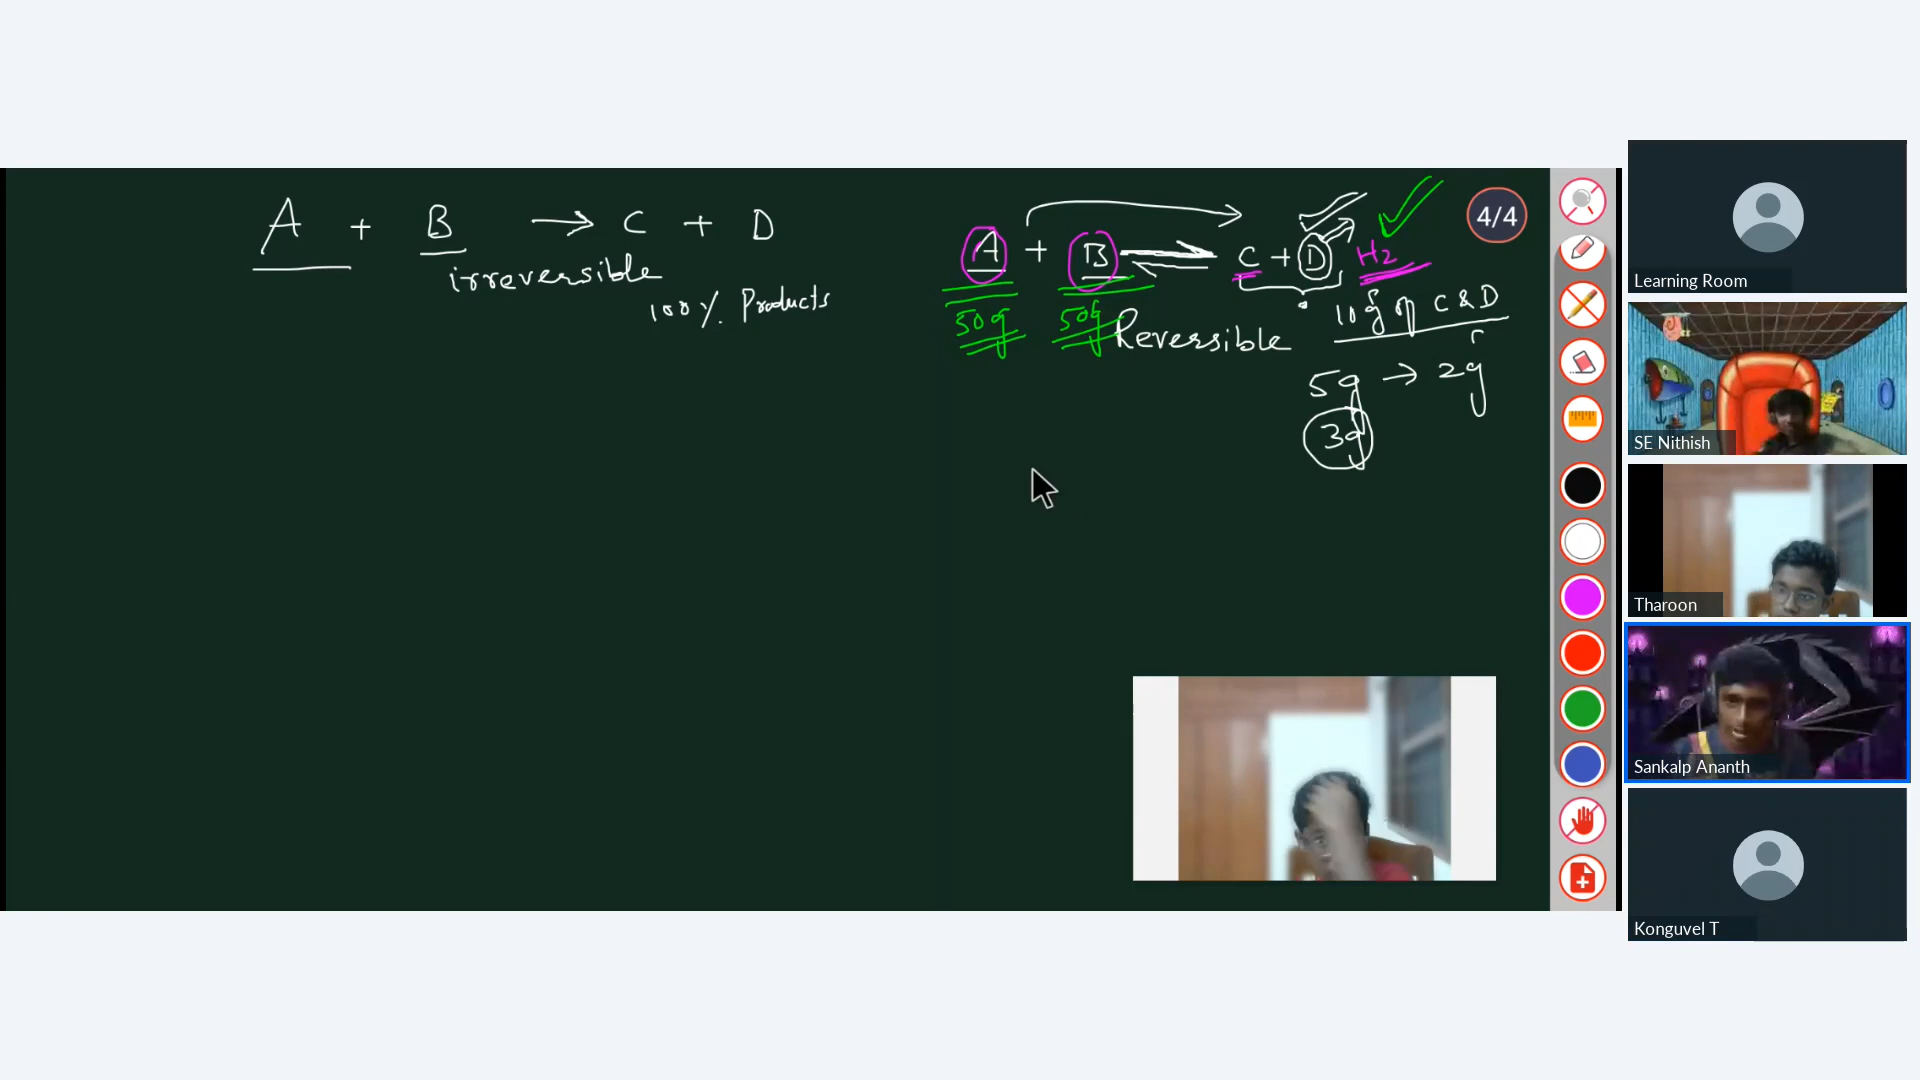 A + B → C + D
irreversible
100% Products
A + B ⇌ C + D H2
50g 50g Reversible
10g of C & D
5g → 2g
3g
4/4
Learning Room
SE Nithish
Tharoon
Sankalp Ananth
Konguvel T